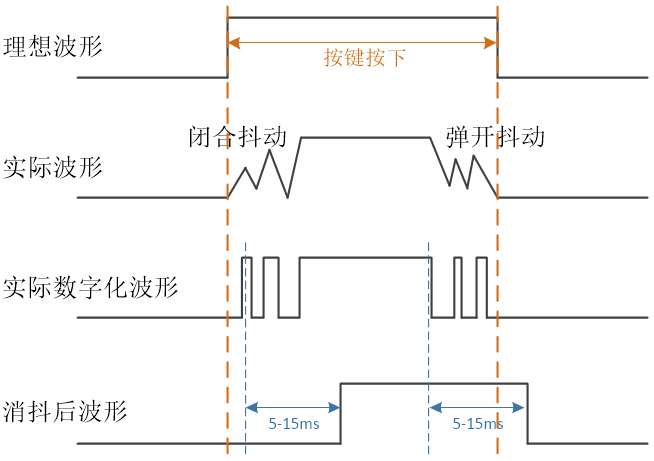 理想波形
按键按下
实际波形
闭合抖动
弹开抖动
实际数字化波形
消抖后波形
5-15ms
5-15ms